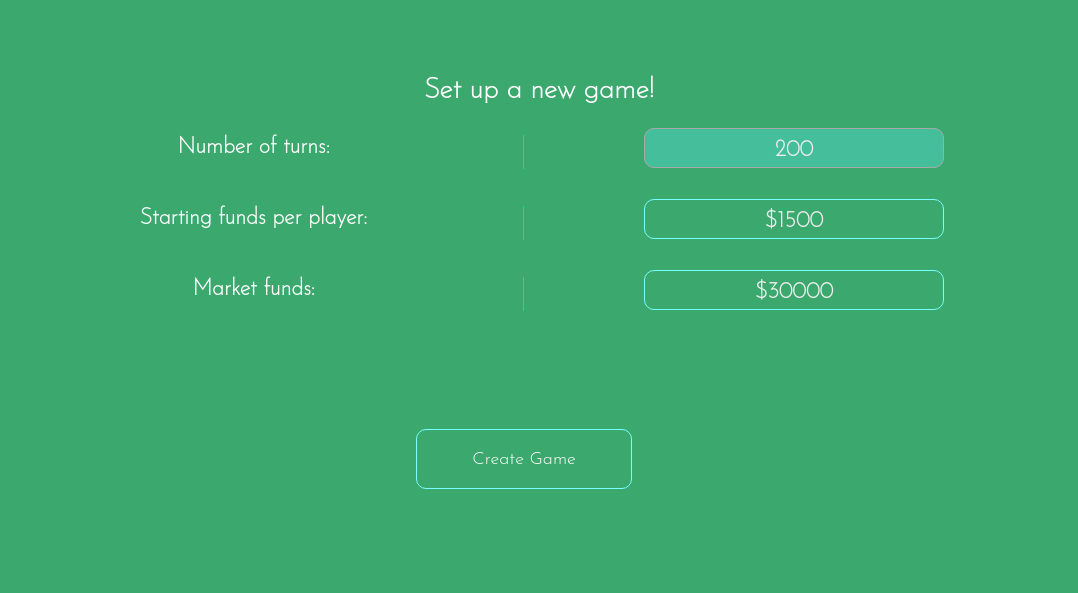 Set up a new game!
Number of turns: 200
Starting funds per player: $1500
Market funds: $30000
Create Game